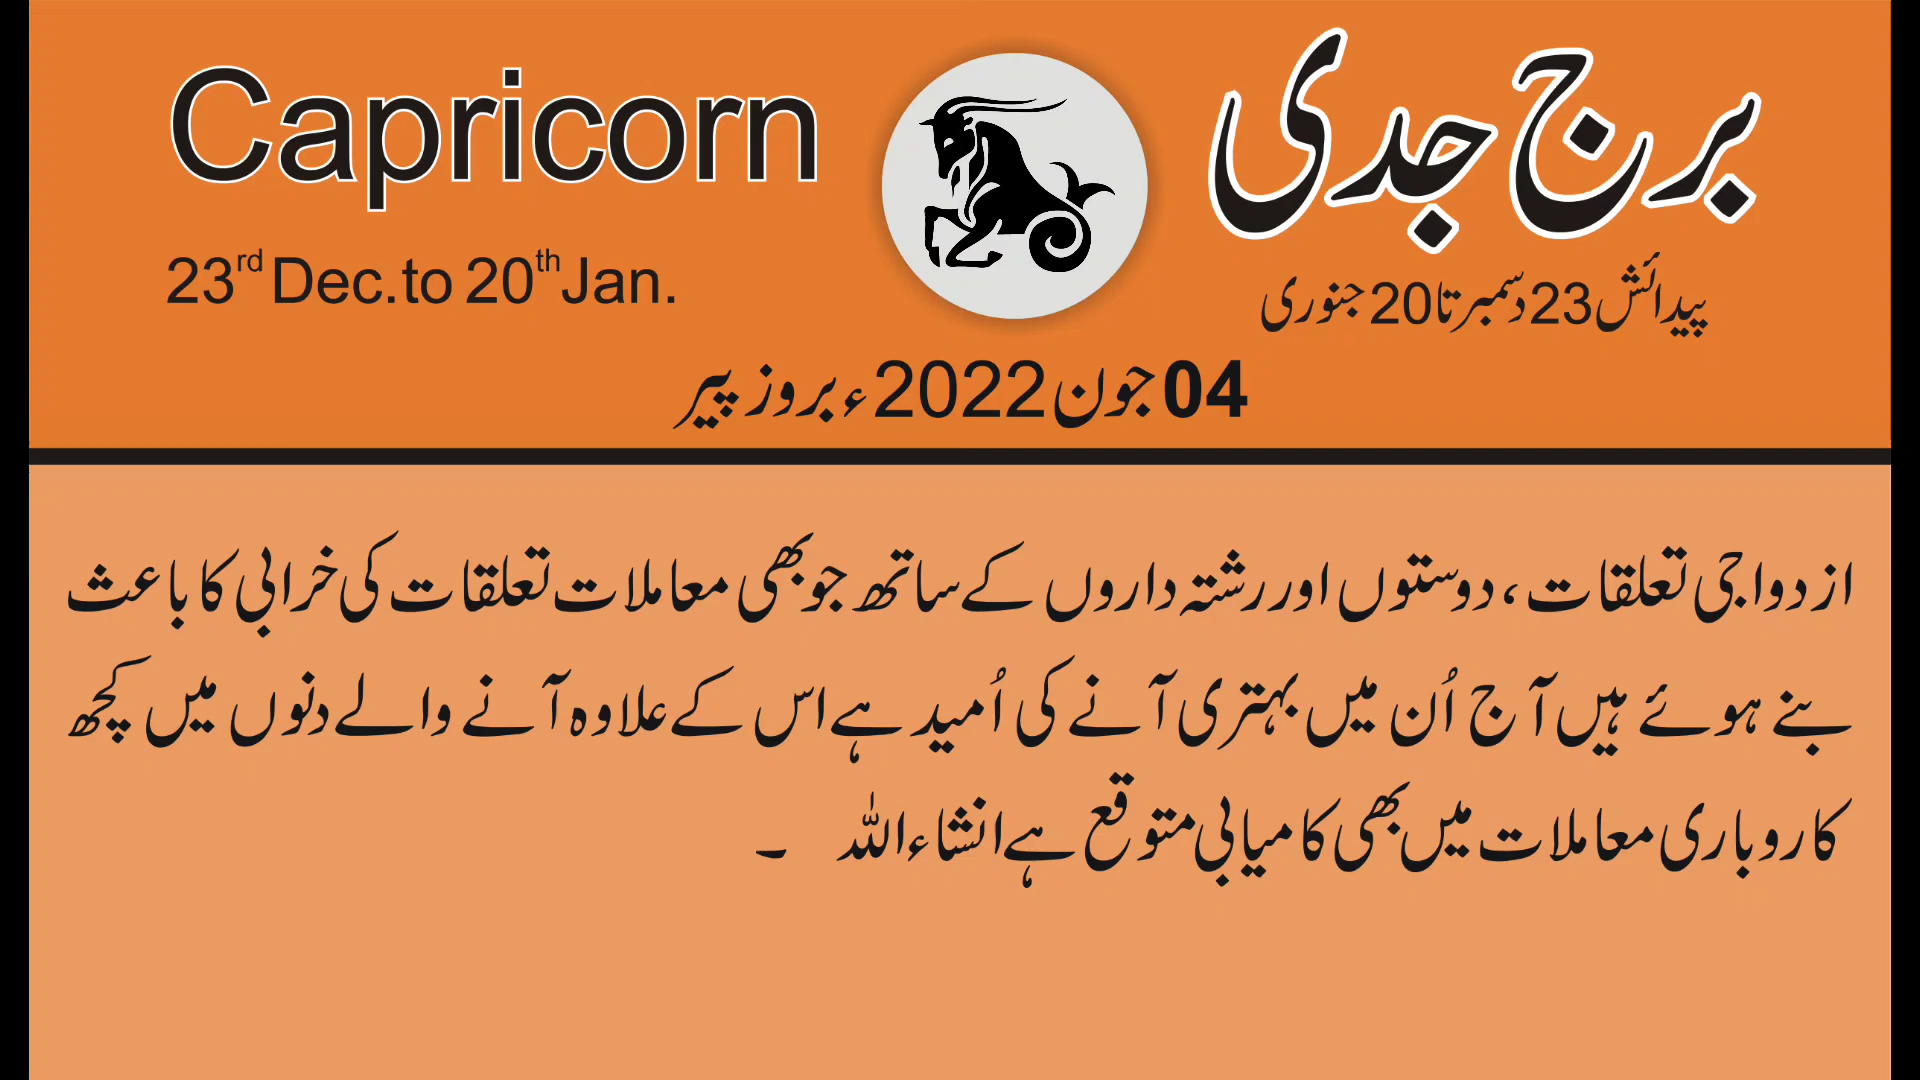 Capricorn
برج جدی
23rd Dec. to 20th Jan.
پیدائش 23 دسمبر تا 20 جنوری
04 جون 2022ء بروز پیر
ازدواجی تعلقات، دوستوں اور رشتہ داروں کے ساتھ جو بھی معاملات تعلقات کی خرابی کا باعث
بنے ہوئے ہیں آج اُن میں بہتری آنے کی اُمید ہے اس کے علاوہ آنے والے دنوں میں کچھ
کاروباری معاملات میں بھی کامیابی متوقع ہے انشاء اللہ ۔